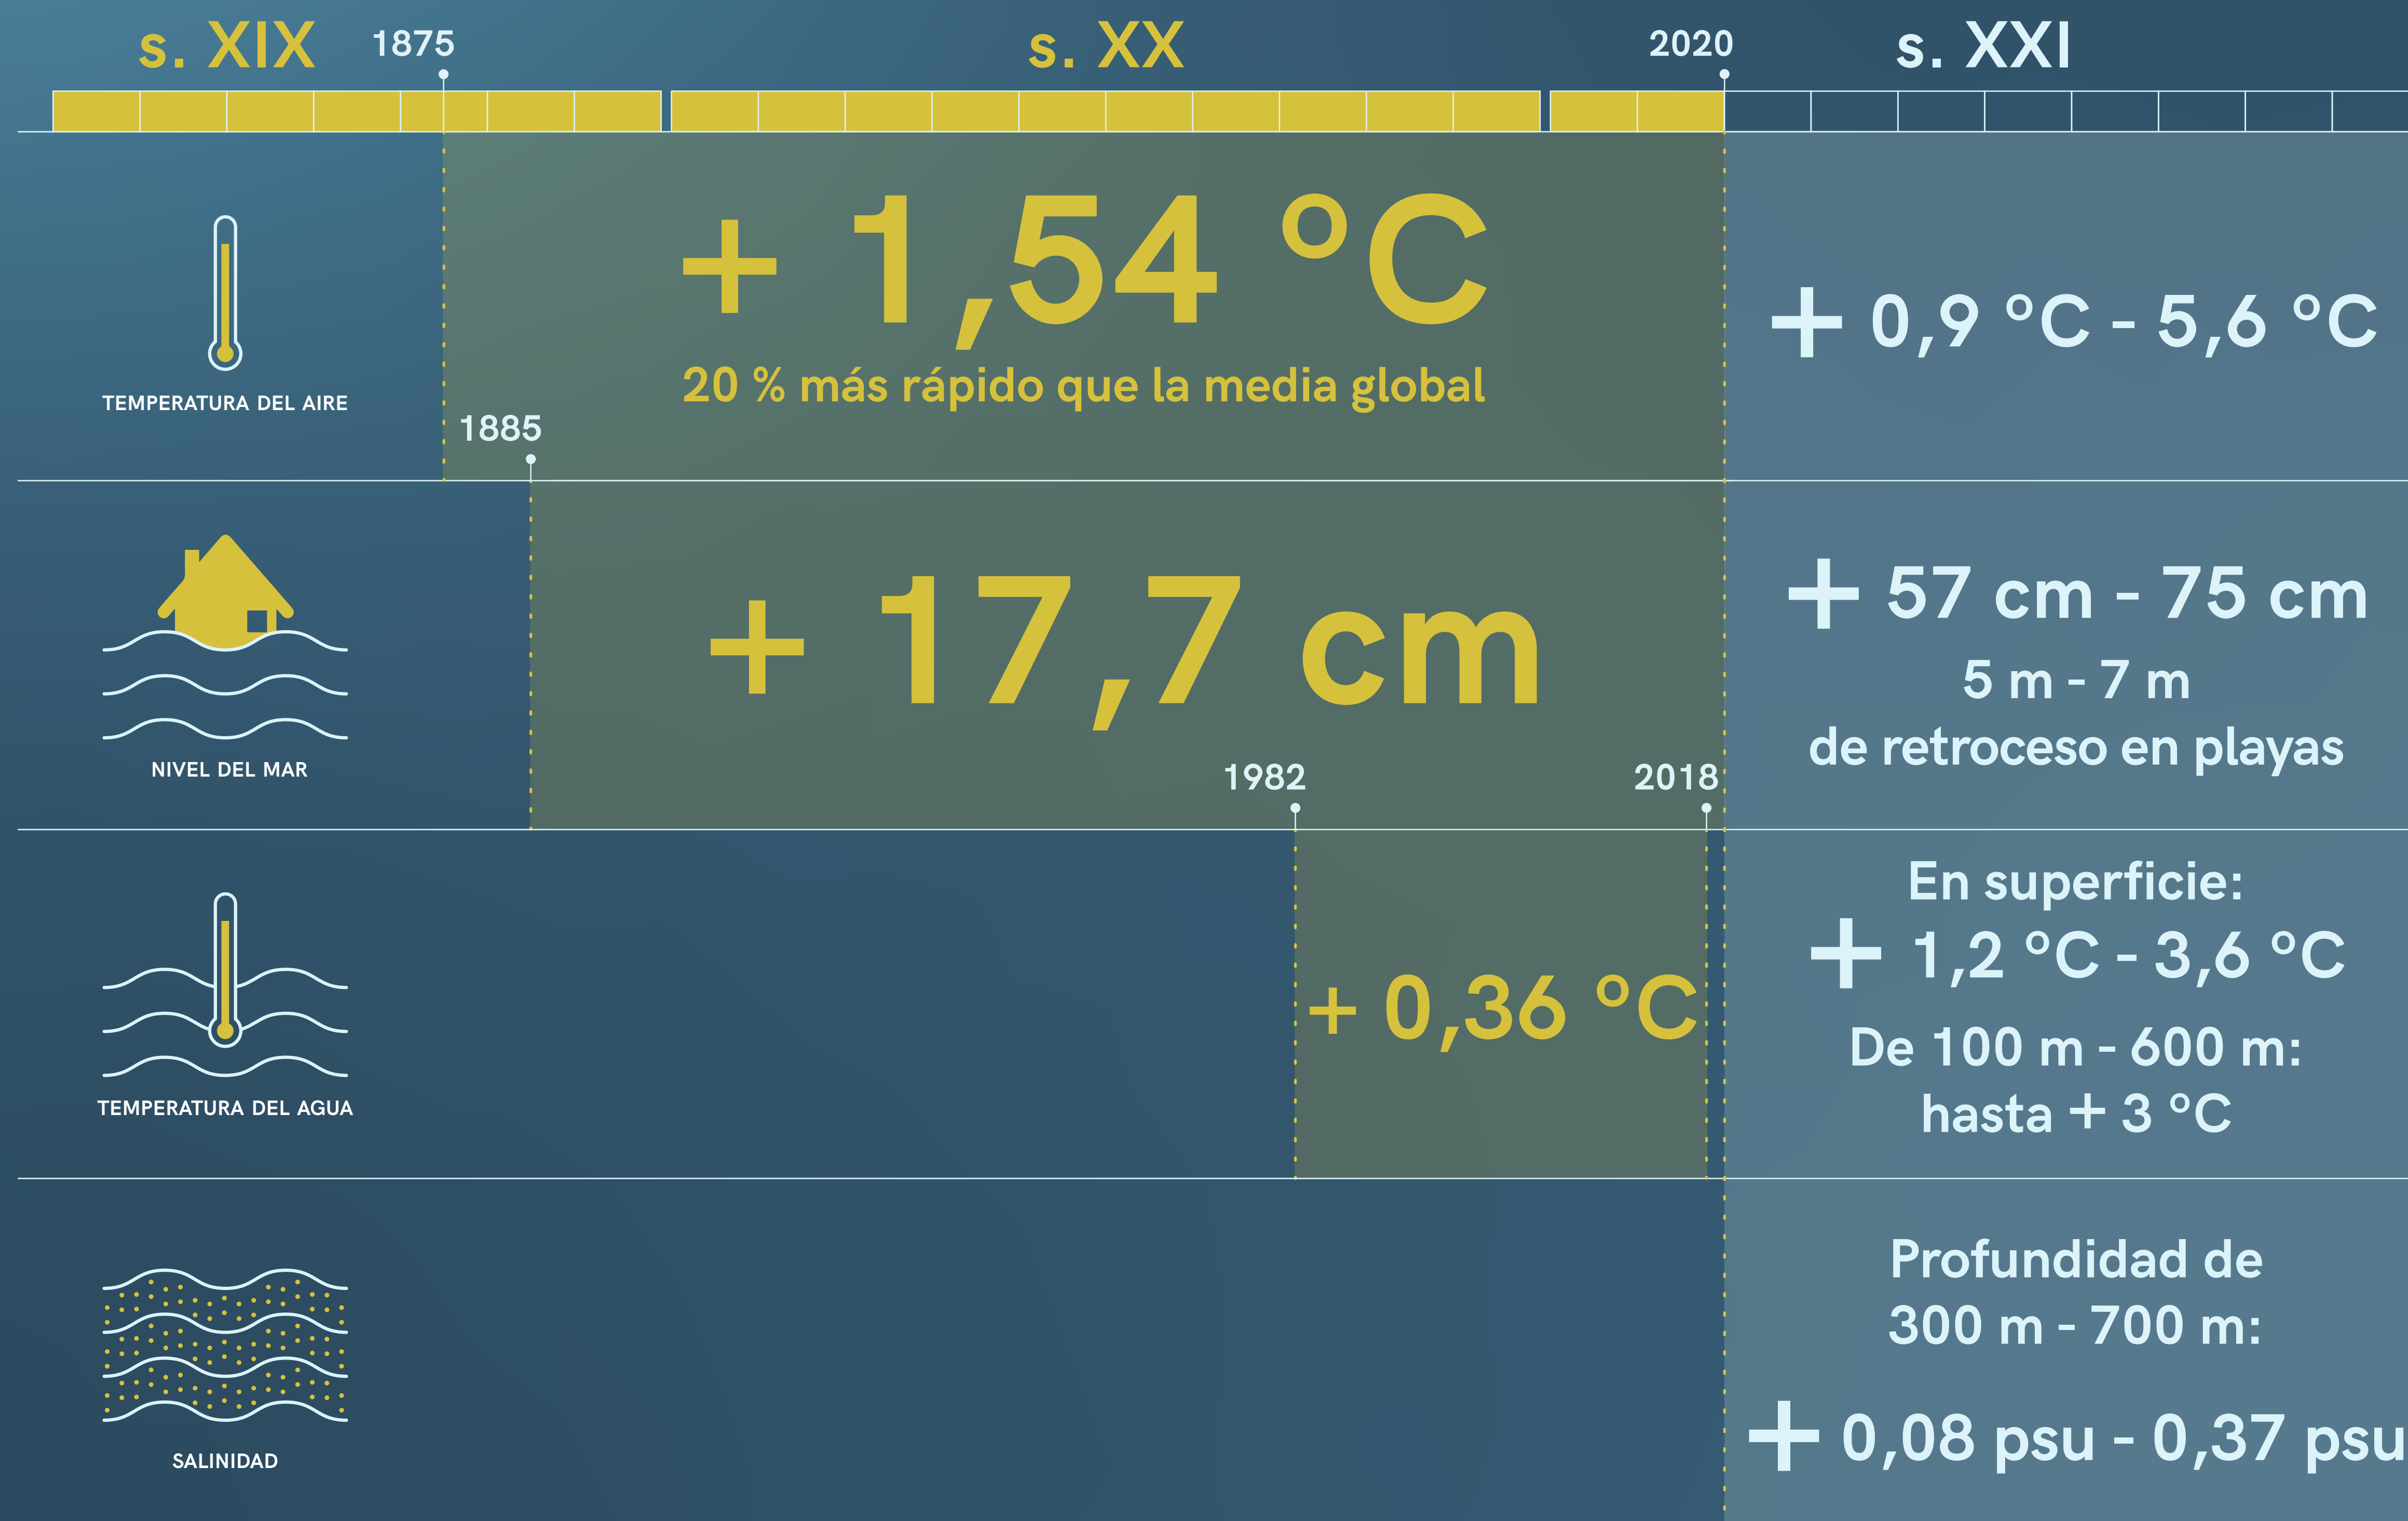 s. XIX
1875
s. XX
2020
s. XXI
+ 1,54 °C
20 % más rápido que la media global
+ 0,9 °C - 5,6 °C
TEMPERATURA DEL AIRE
1885
+ 17,7 cm
+ 57 cm - 75 cm
5 m - 7 m
de retroceso en playas
NIVEL DEL MAR
1982
2018
+ 0,36 °C
En superficie:
+ 1,2 °C - 3,6 °C
De 100 m - 600 m:
hasta + 3 °C
TEMPERATURA DEL AGUA
Profundidad de
300 m - 700 m:
+ 0,08 psu - 0,37 psu
SALINIDAD